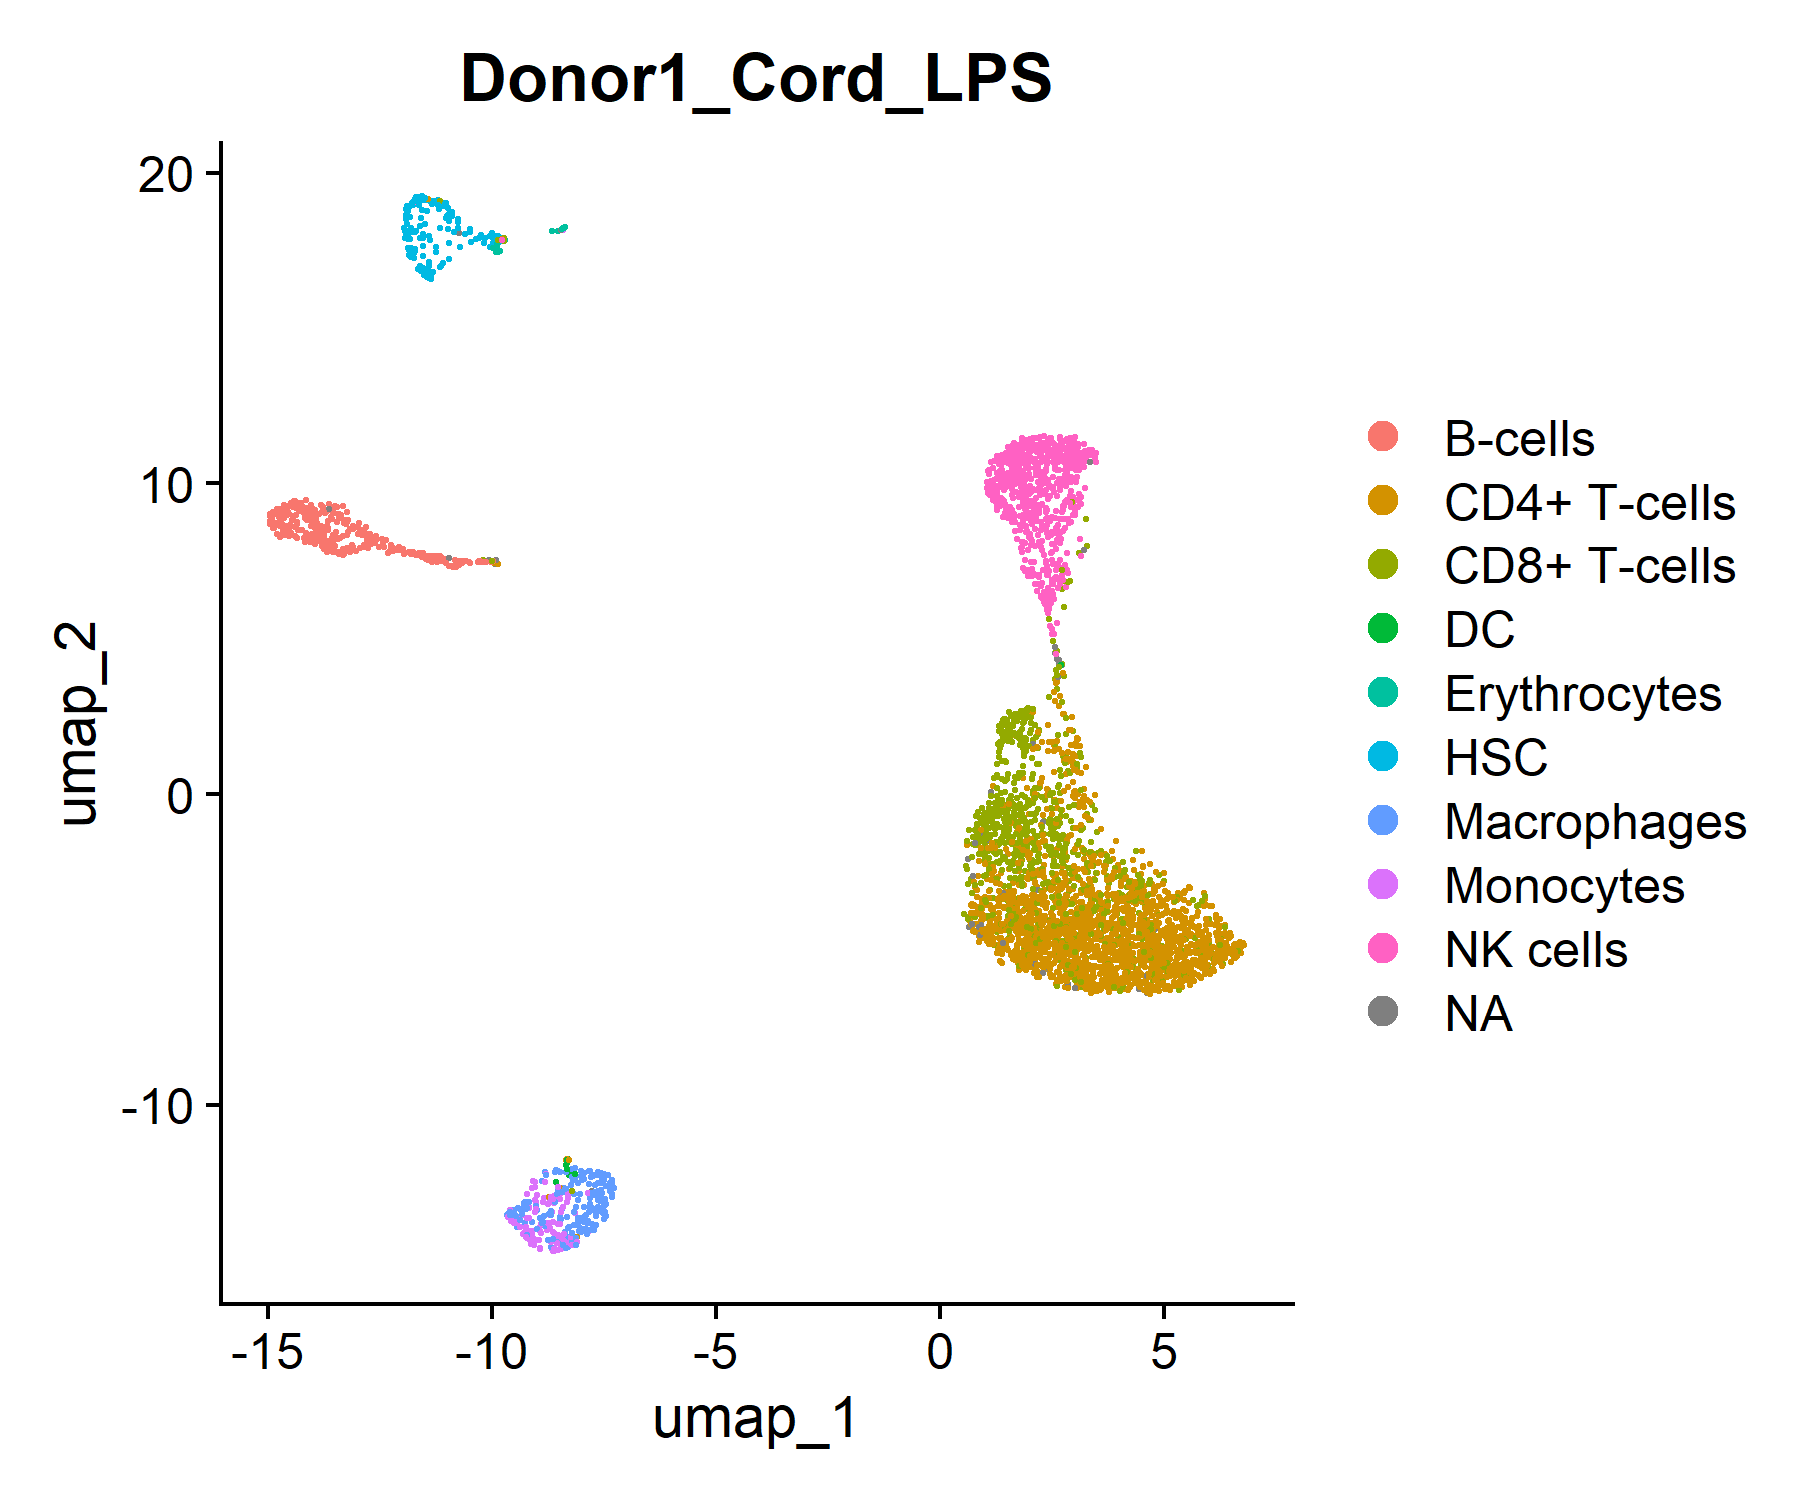 Donor1_Cord_LPS
20
10
0
-10
umap_2
-15
-10
-5
0
5
umap_1
B-cells
CD4+ T-cells
CD8+ T-cells
DC
Erythrocytes
HSC
Macrophages
Monocytes
NK cells
NA